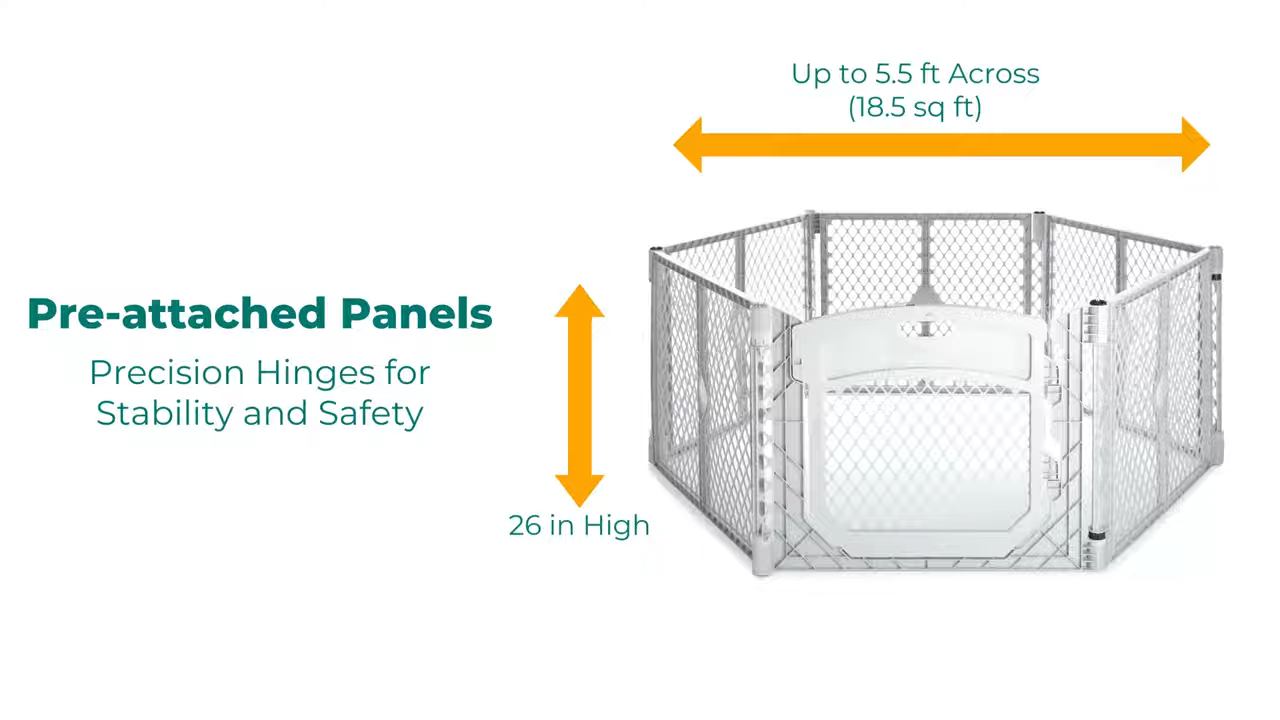 Up to 5.5 ft Across
(18.5 sq ft)
Pre-attached Panels
Precision Hinges for
Stability and Safety
26 in High